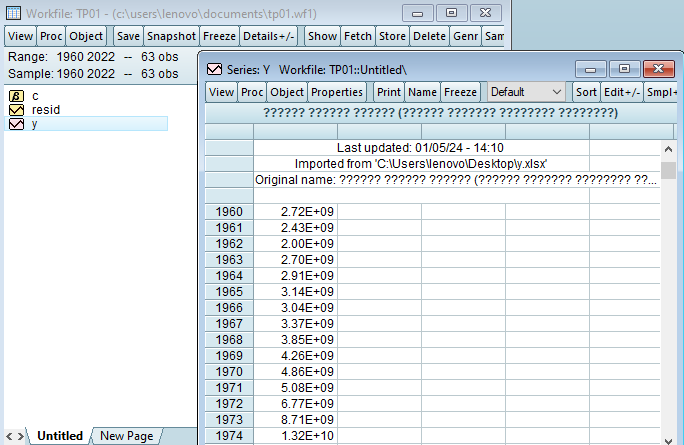 Workfile: TP01 - (c:\users\lenovo\documents\tp01.wf1)
View Proc Object Save Snapshot Freeze Details+/- Show Fetch Store Delete Genr Sam
Range: 1960 2022 -- 63 obs
Sample: 1960 2022 -- 63 obs
β c
resid
y
Series: Y Workfile: TP01::Untitled\
View Proc Object Properties Print Name Freeze Default Sort Edit+/- Smpl+
?????? ?????? ?????? (?????? ??????? ???????? ????????)
Last updated: 01/05/24 - 14:10
Imported from 'C:\Users\lenovo\Desktop\y.xlsx'
Original name: ?????? ?????? ?????? (?????? ??????? ???????? ??...
1960 2.72E+09
1961 2.43E+09
1962 2.00E+09
1963 2.70E+09
1964 2.91E+09
1965 3.14E+09
1966 3.04E+09
1967 3.37E+09
1968 3.85E+09
1969 4.26E+09
1970 4.86E+09
1971 5.08E+09
1972 6.77E+09
1973 8.71E+09
1974 1.32E+10
Untitled New Page